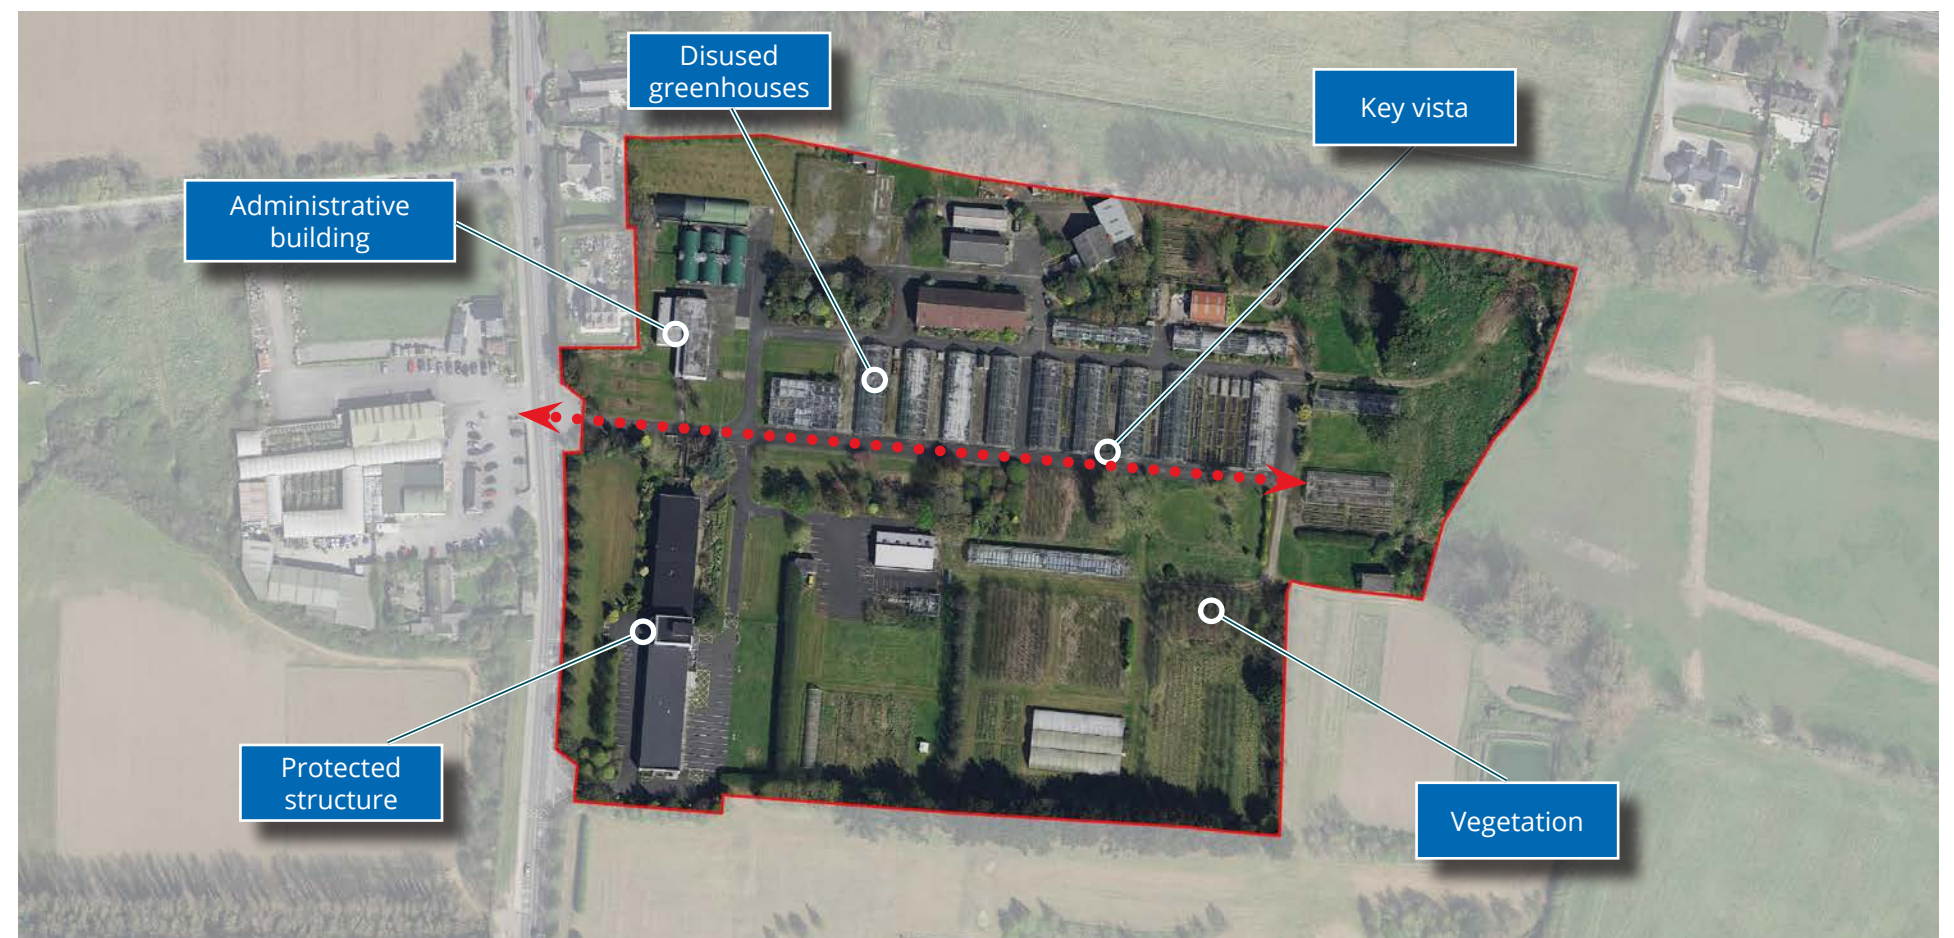 Disused
greenhouses
Key vista
Administrative
building
Protected
structure
Vegetation